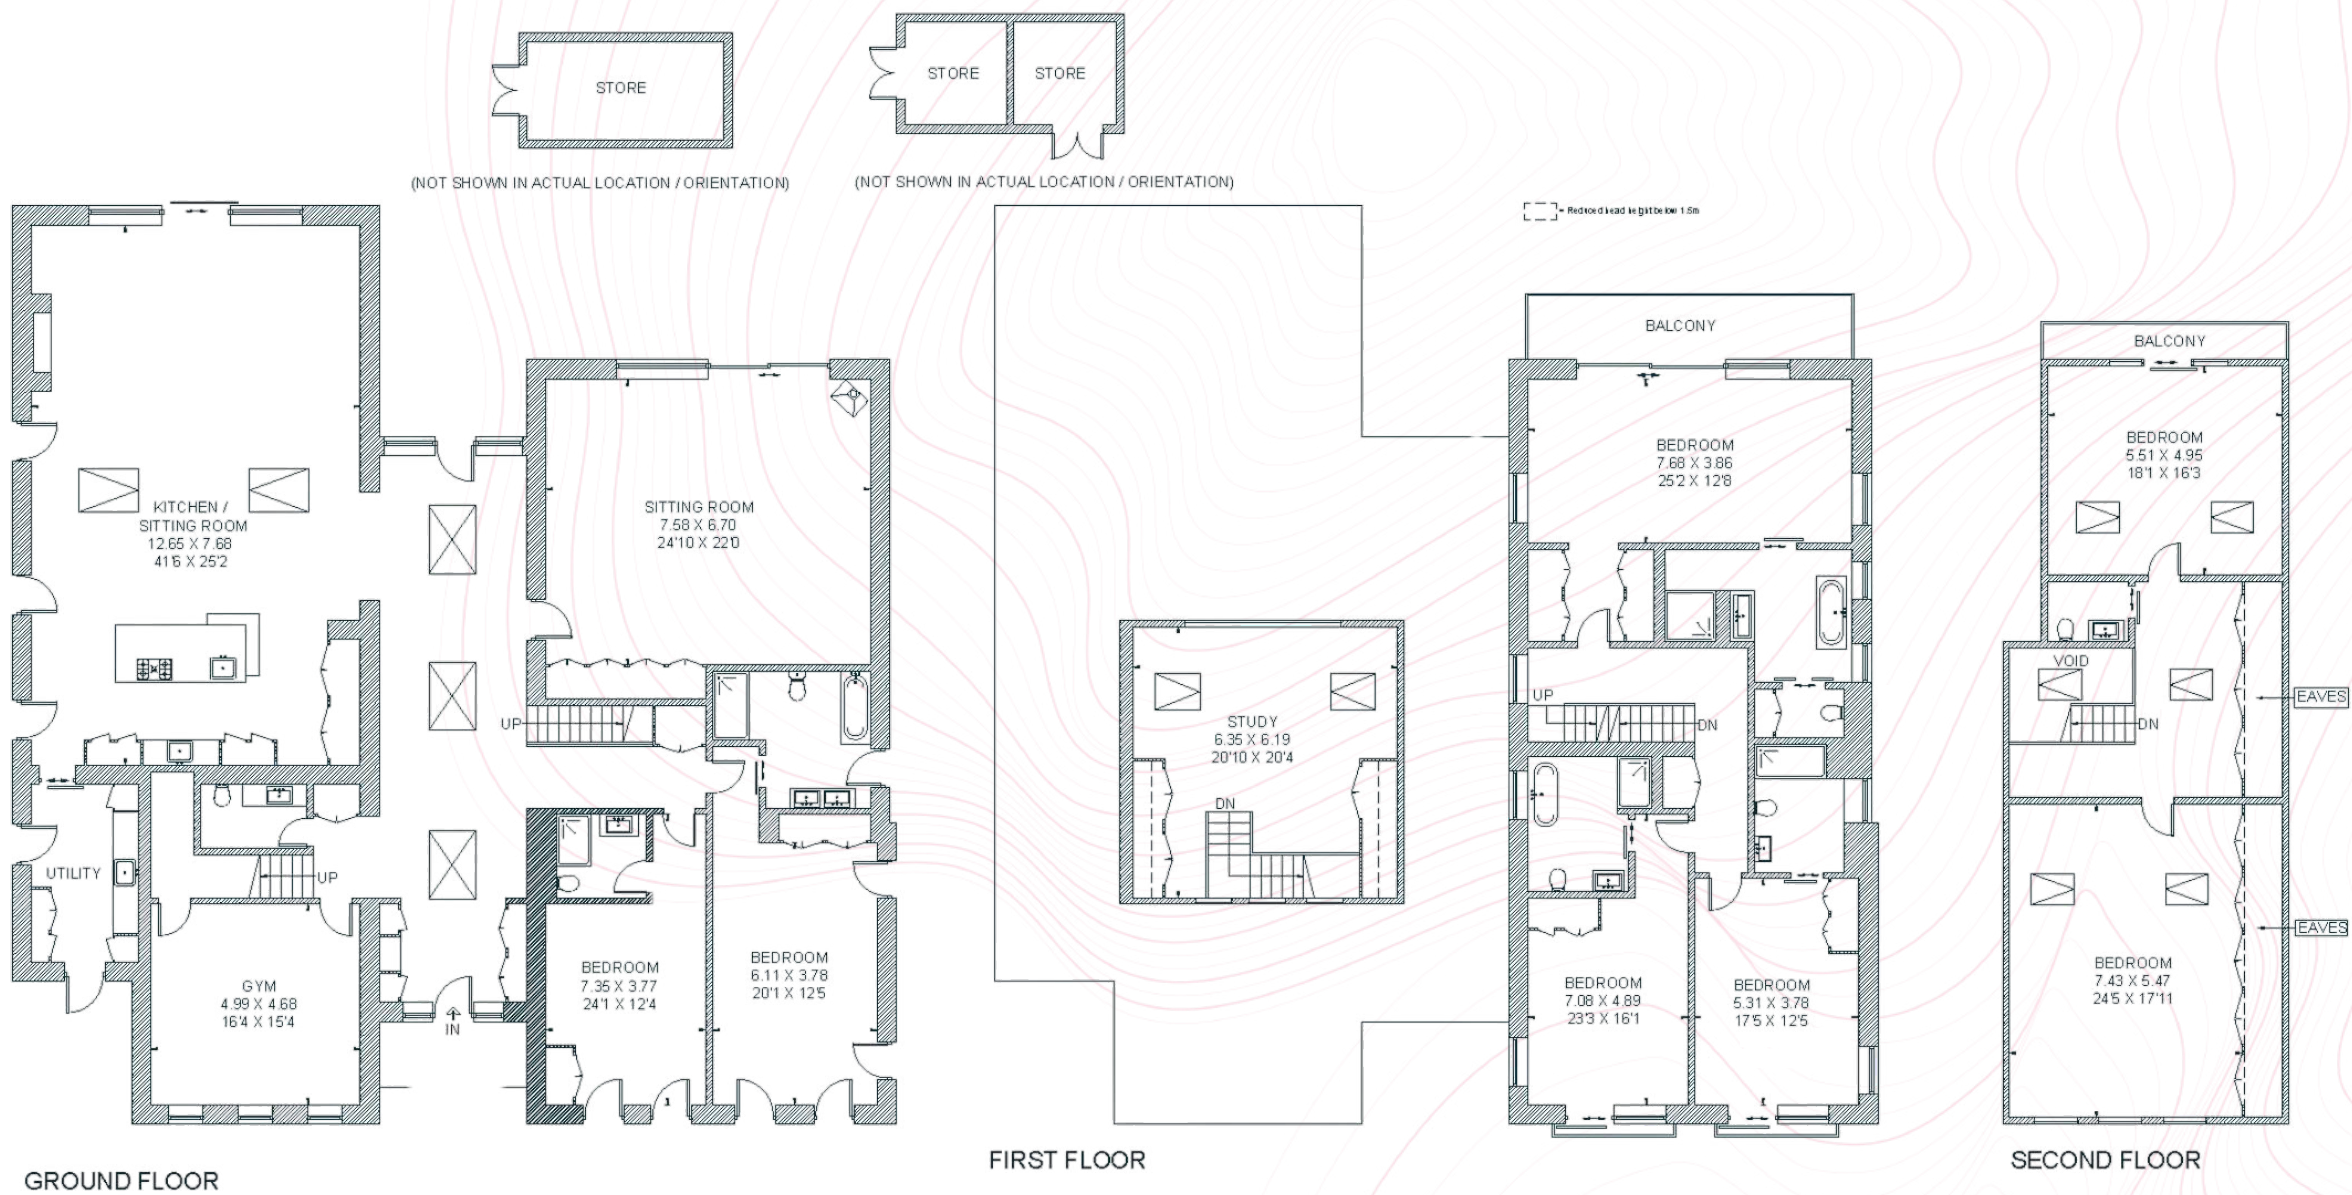 STORE
STORE
STORE
(NOT SHOWN IN ACTUAL LOCATION / ORIENTATION)
(NOT SHOWN IN ACTUAL LOCATION / ORIENTATION)
= Reduced head height below 1.5m
KITCHEN /
SITTING ROOM
12.65 X 7.68
41'6 X 25'2
SITTING ROOM
7.58 X 6.70
24'10 X 22'0
UP
UTILITY
UP
GYM
4.99 X 4.68
16'4 X 15'4
IN
BEDROOM
7.35 X 3.77
24'1 X 12'4
BEDROOM
6.11 X 3.78
20'1 X 12'5
GROUND FLOOR
STUDY
6.35 X 6.19
20'10 X 20'4
DN
BALCONY
BEDROOM
7.68 X 3.86
25'2 X 12'8
UP
DN
BEDROOM
7.08 X 4.89
23'3 X 16'1
BEDROOM
5.31 X 3.78
17'5 X 12'5
FIRST FLOOR
BALCONY
BEDROOM
5.51 X 4.95
18'1 X 16'3
VOID
DN
EAVES
EAVES
BEDROOM
7.43 X 5.47
24'5 X 17'11
SECOND FLOOR